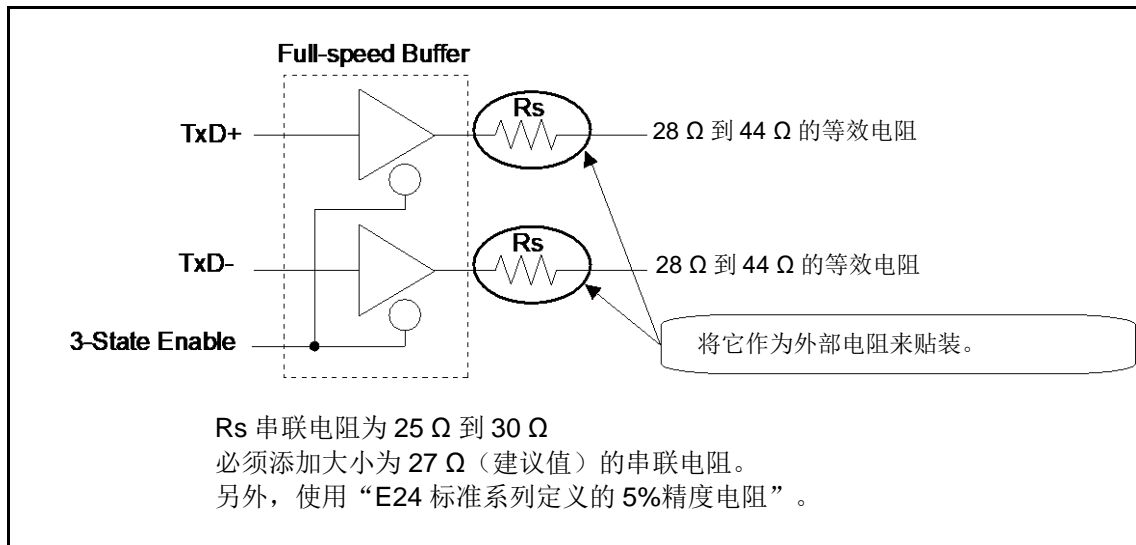 Full-speed Buffer
Rs
TxD+
28 Ω 到 44 Ω 的等效电阻
Rs
TxD-
28 Ω 到 44 Ω 的等效电阻
3-State Enable
将它作为外部电阻来贴装。
Rs 串联电阻为 25 Ω 到 30 Ω
必须添加大小为 27 Ω（建议值）的串联电阻。
另外，使用“E24 标准系列定义的 5%精度电阻”。